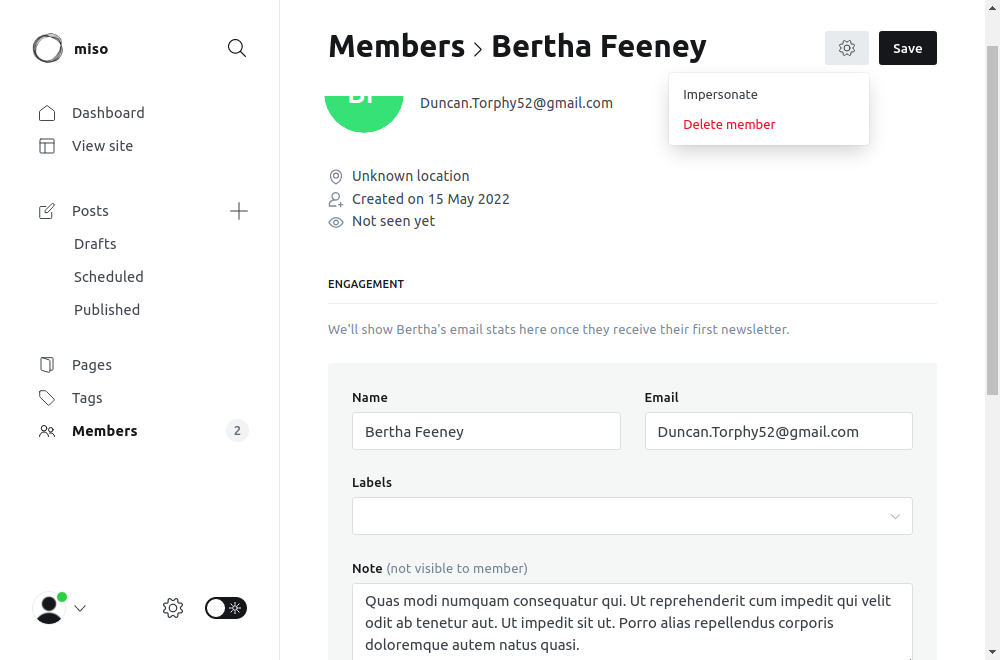 miso
Dashboard
View site
Posts
Drafts
Scheduled
Published
Pages
Tags
Members
2
Members > Bertha Feeney
Save
Impersonate
Delete member
BF
Duncan.Torphy52@gmail.com
Unknown location
Created on 15 May 2022
Not seen yet
ENGAGEMENT
We'll show Bertha's email stats here once they receive their first newsletter.
Name
Email
Bertha Feeney
Duncan.Torphy52@gmail.com
Labels
Note (not visible to member)
Quas modi numquam consequatur qui. Ut reprehenderit cum impedit qui velit
odit ab tenetur aut. Ut impedit sit ut. Porro alias repellendus corporis
doloremque autem natus quasi.